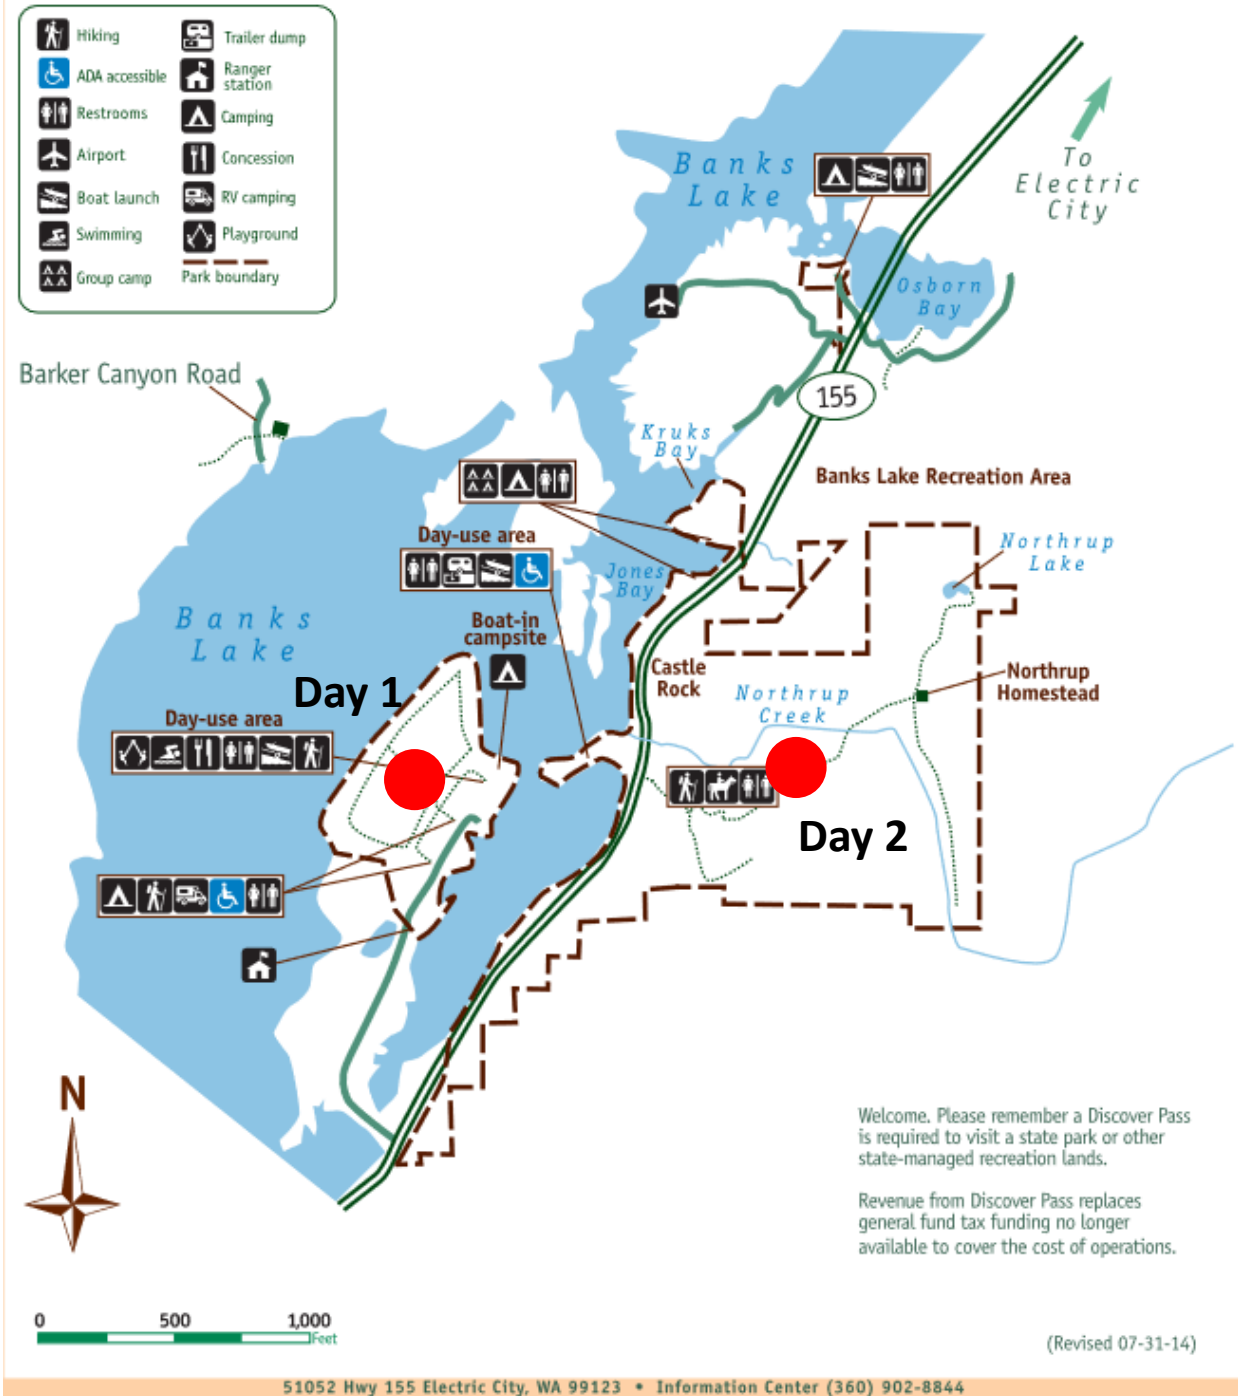 Hiking
ADA accessible
Restrooms
Airport
Boat launch
Swimming
Group camp
Trailer dump
Ranger
station
Camping
Concession
RV camping
Playground
Park boundary
To
Electric
City
Banks
Lake
Osborn
Bay
155
Barker Canyon Road
Kruks
Bay
Banks Lake Recreation Area
Day-use area
Jones
Bay
Northrup
Lake
Banks
Lake
Boat-in
campsite
Castle
Rock
Northrup
Homestead
Northrup
Creek
Day 1
Day-use area
Day 2
N
Welcome. Please remember a Discover Pass
is required to visit a state park or other
state-managed recreation lands.
Revenue from Discover Pass replaces
general fund tax funding no longer
available to cover the cost of operations.
0 500 1,000
Feet
(Revised 07-31-14)
51052 Hwy 155 Electric City, WA 99123 • Information Center (360) 902-8844